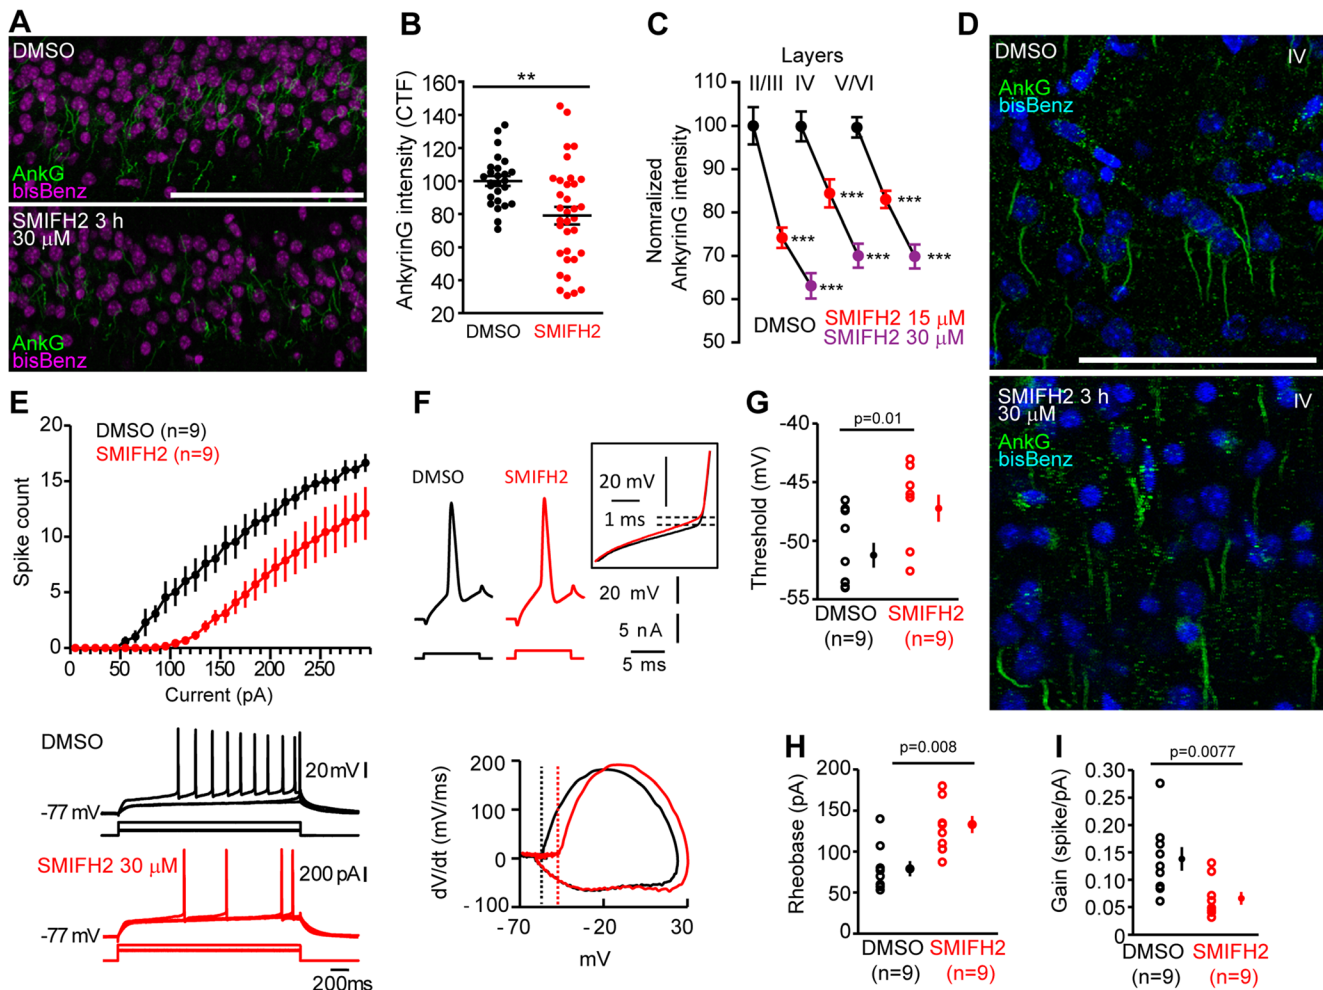 A
DMSO
AnkG
bisBenz
SMIFH2 3 h
30 μM
AnkG
bisBenz
B
AnkyrinG intensity (CTF)
**
160
140
120
100
80
60
40
20
DMSO
SMIFH2
C
Layers
II/III IV V/VI
Nomralized
AnkyrinG intensity
110
100
90
80
70
60
50
***
***
***
***
***
***
DMSO
SMIFH2 15 μM
SMIFH2 30 μM
D
DMSO
IV
AnkG
bisBenz
SMIFH2 3 h
30 μM
IV
AnkG
bisBenz
E
Spike count
20
15
10
5
0
DMSO (n=9)
SMIFH2 (n=9)
0 50 100 150 200 250
Current (pA)
DMSO
20mV
-77 mV
SMIFH2 30 μM
200 pA
-77 mV
200ms
F
DMSO
SMIFH2
20 mV
1 ms
20 mV
5 nA
5 ms
dV/dt (mV/ms)
200
100
0
- 100
- 70
- 20
30
mV
G
p=0.01
Threshold (mV)
-40
-45
-50
-55
DMSO
(n=9)
SMIFH2
(n=9)
H
p=0.008
Rheobase (pA)
200
150
100
50
0
DMSO
(n=9)
SMIFH2
(n=9)
I
p=0.0077
Gain (spike/pA)
0.30
0.25
0.20
0.15
0.10
0.05
0
DMSO
(n=9)
SMIFH2
(n=9)